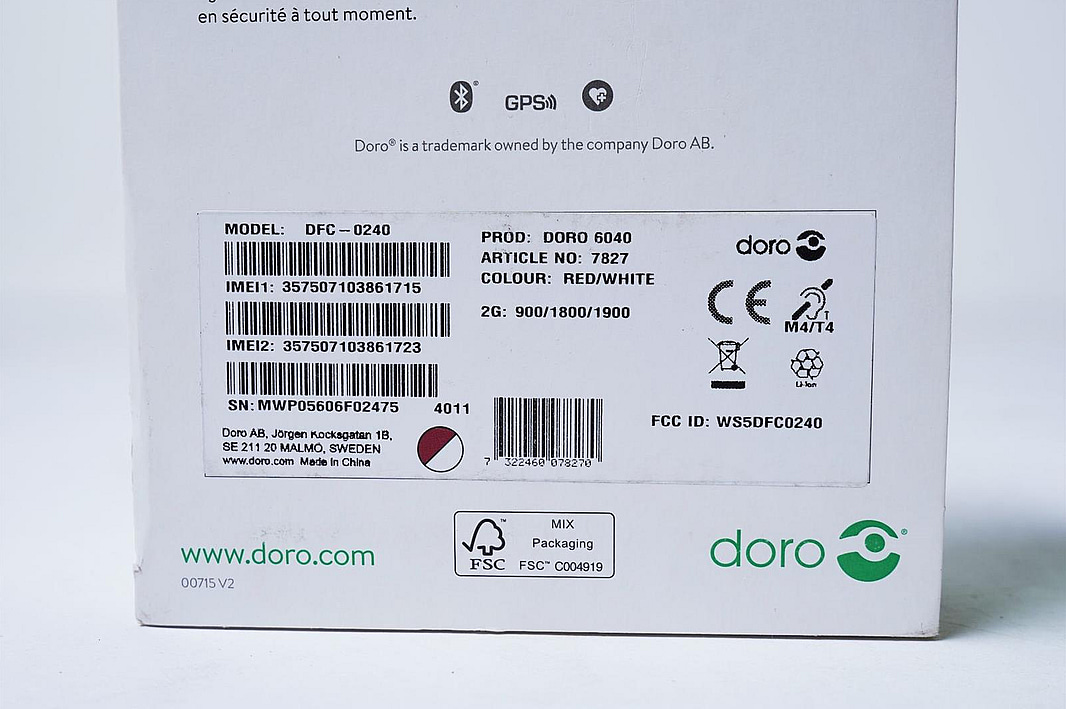 en sécurité à tout moment.
GPS
Doro® is a trademark owned by the company Doro AB.
MODEL: DFC-0240
IMEI1: 357507103861715
IMEI2: 357507103861723
SN: MWP05606F02475 4011
Doro AB, Jörgen Kocksgatan 1B,
SE 211 20 MALMÖ, SWEDEN
www.doro.com Made in China
PROD: DORO 6040
ARTICLE NO: 7827
COLOUR: RED/WHITE
2G: 900/1800/1900
7 322460 078270
doro
CE
T
M4/T4
Li-ion
FCC ID: WS5DFC0240
www.doro.com
00715 V2
FSC
MIX
Packaging
FSC™ C004919
doro®